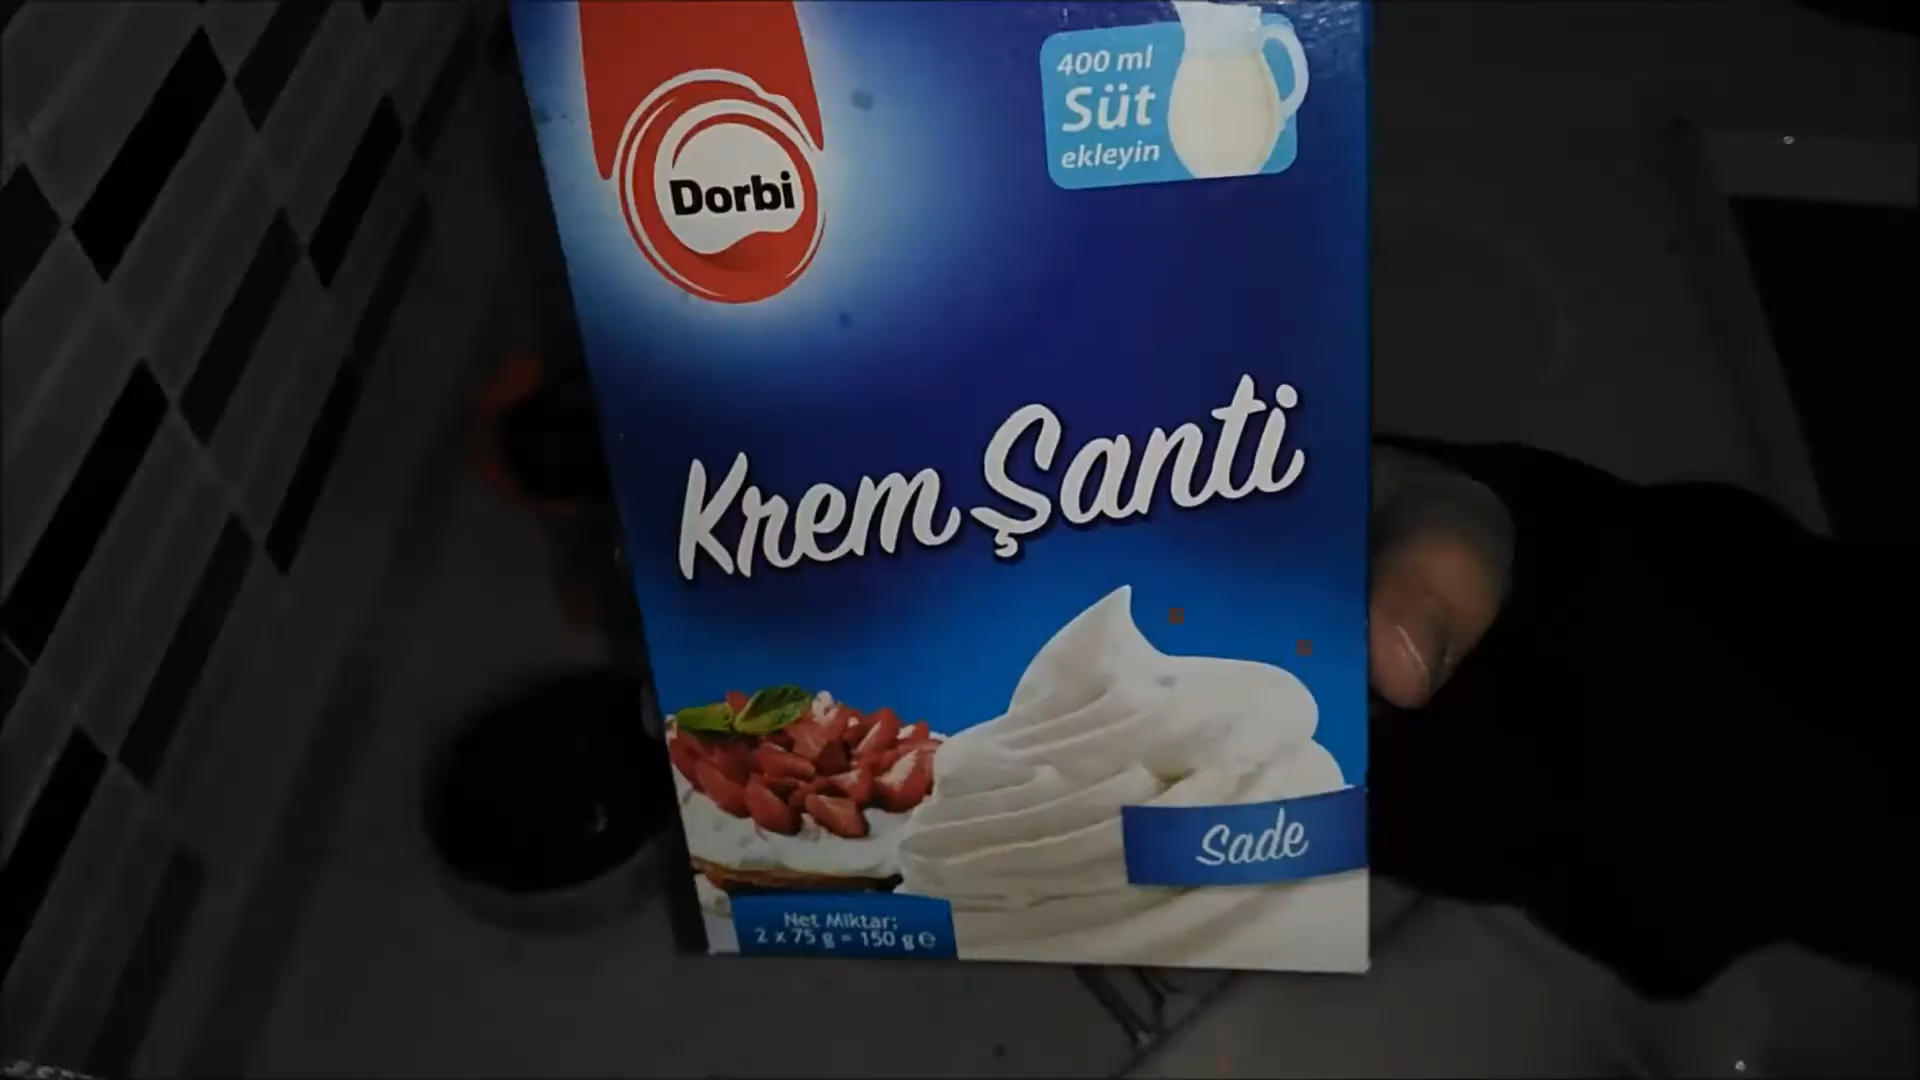 Dorbi
400 ml
Süt
ekleyin
Krem Şanti
Sade
Net Miktar;
2 x 75 g = 150 g e